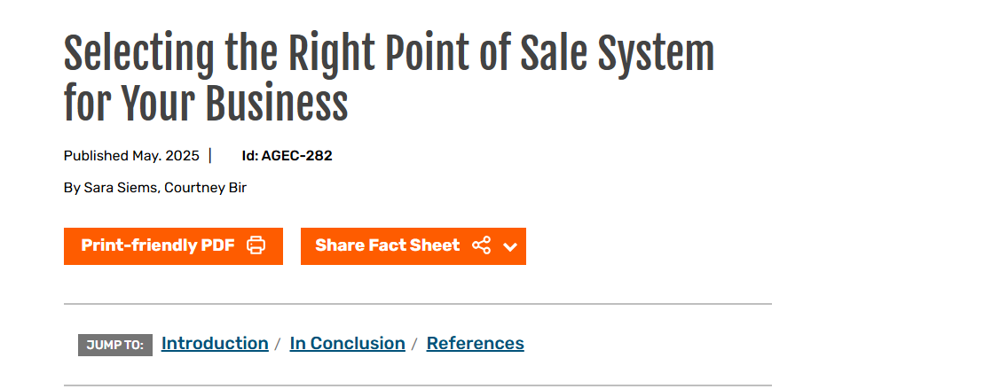 Selecting the Right Point of Sale System
for Your Business
Published May. 2025 | Id: AGEC-282
By Sara Siems, Courtney Bir
Print-friendly PDF Share Fact Sheet
JUMP TO: Introduction / In Conclusion / References